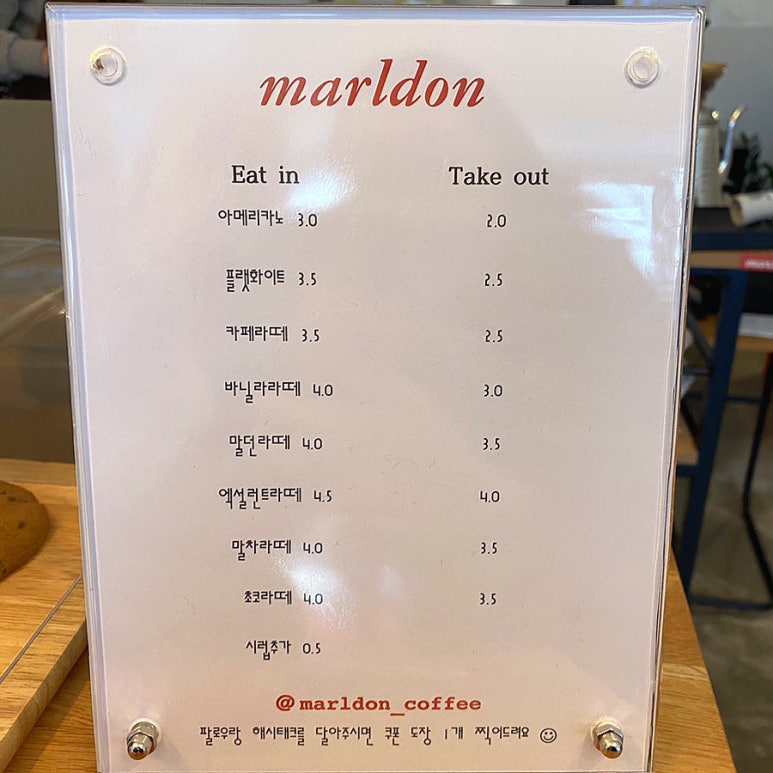 marldon
Eat in Take out
아메리카노 3.0 2.0
플랫화이트 3.5 2.5
카페라떼 3.5 2.5
바닐라라떼 4.0 3.0
말던라떼 4.0 3.5
엑설런트라떼 4.5 4.0
말차라떼 4.0 3.5
초코라떼 4.0 3.5
시럽추가 0.5
@marldon_coffee
팔로우랑 해시태크를 달아주시면 쿠폰 도장 1개 찍어드려요 ☺